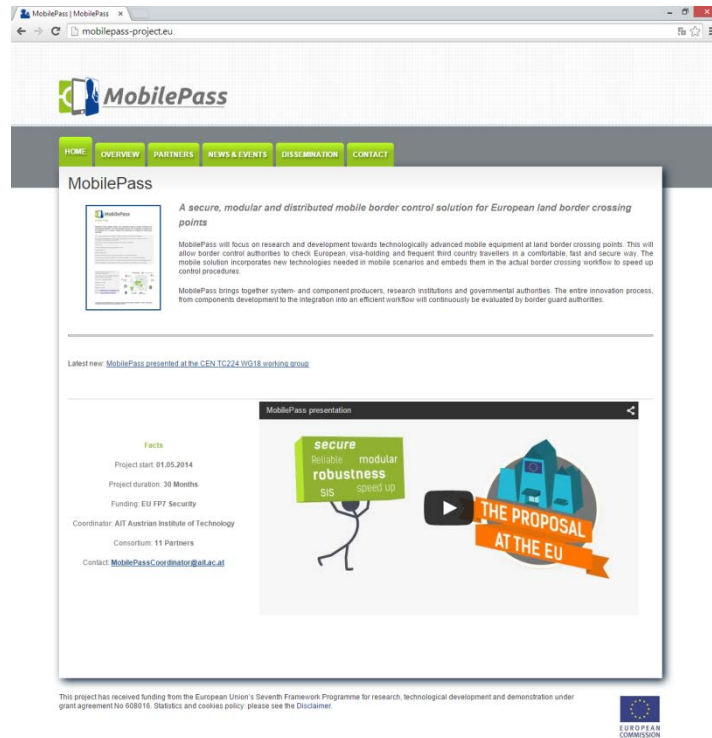 MobilePass | MobilePass
mobilepass-project.eu
MobilePass
HOME
OVERVIEW
PARTNERS
NEWS & EVENTS
DISSEMINATION
CONTACT
MobilePass
MobilePass
A secure, modular and distributed mobile border control solution for European land border crossing
points
MobilePass will focus on research and development towards technologically advanced mobile equipment at land border crossing points. This will
allow border control authorities to check European, visa-holding and frequent third country travellers in a comfortable, fast and secure way. The
mobile solution incorporates new technologies needed in mobile scenarios and embeds them in the actual border crossing workflow to speed up
control procedures.
MobilePass brings together system- and component producers, research institutions and governmental authorities. The entire innovation process,
from components development to the integration into an efficient workflow will continuously be evaluated by border guard authorities.
Latest new: MobilePass presented at the CEN TC224 WG18 working group
MobilePass presentation
Facts
Project start: 01.05.2014
Project duration: 30 Months
Funding: EU FP7 Security
Coordinator: AIT Austrian Institute of Technology
Consortium: 11 Partners
Contact: MobilePassCoordinator@ait.ac.at
secure
Reliable modular
robustness
SIS speed up
THE PROPOSAL
AT THE EU
This project has received funding from the European Union's Seventh Framework Programme for research, technological development and demonstration under
grant agreement No 608016. Statistics and cookies policy: please see the Disclaimer.
EUROPEAN
COMMISSION